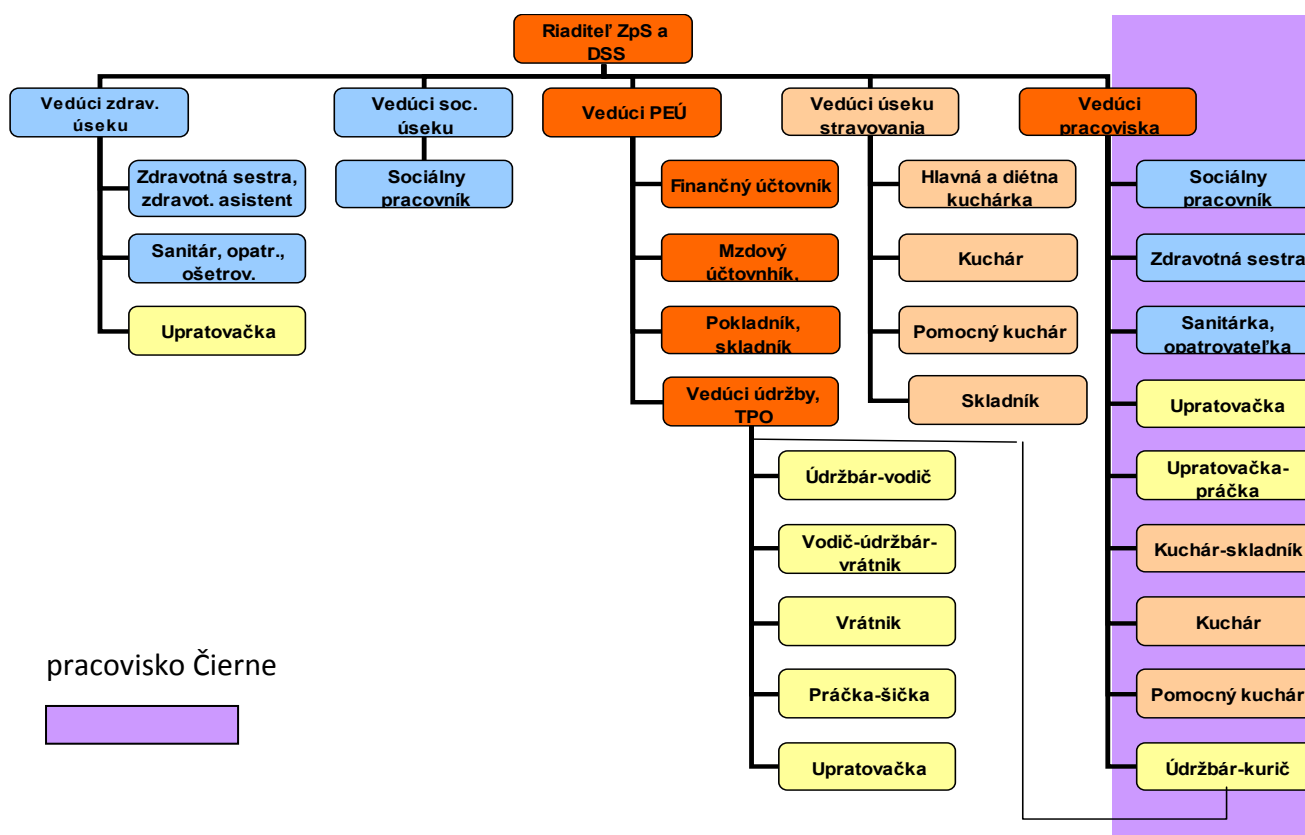 Riaditeľ ZpS a
DSS
Vedúci zdrav.
úseku
Vedúci soc.
úseku
Vedúci PEÚ
Vedúci úseku
stravovania
Vedúci
pracoviska
Zdravotná sestra,
zdravot. asistent
Sanitár, opatr.,
ošetrov.
Upratovačka
Sociálny
pracovník
Finančný účtovník
Mzdový
účtovnhík.
Pokladník,
skladník
Vedúci údržby,
TPO
Údržbár-vodič
Vodič-údržbár-
vrátnik
Vrátnik
Práčka-šička
Upratovačka
Hlavná a diétna
kuchárka
Kuchár
Pomocný kuchár
Skladník
Sociálny
pracovník
Zdravotná sestra
Sanitárka,
opatrovateľka
Upratovačka
Upratovačka-
práčka
Kuchár-skladník
Kuchár
Pomocný kuchár
Údržbár-kurič
pracovisko Čierne